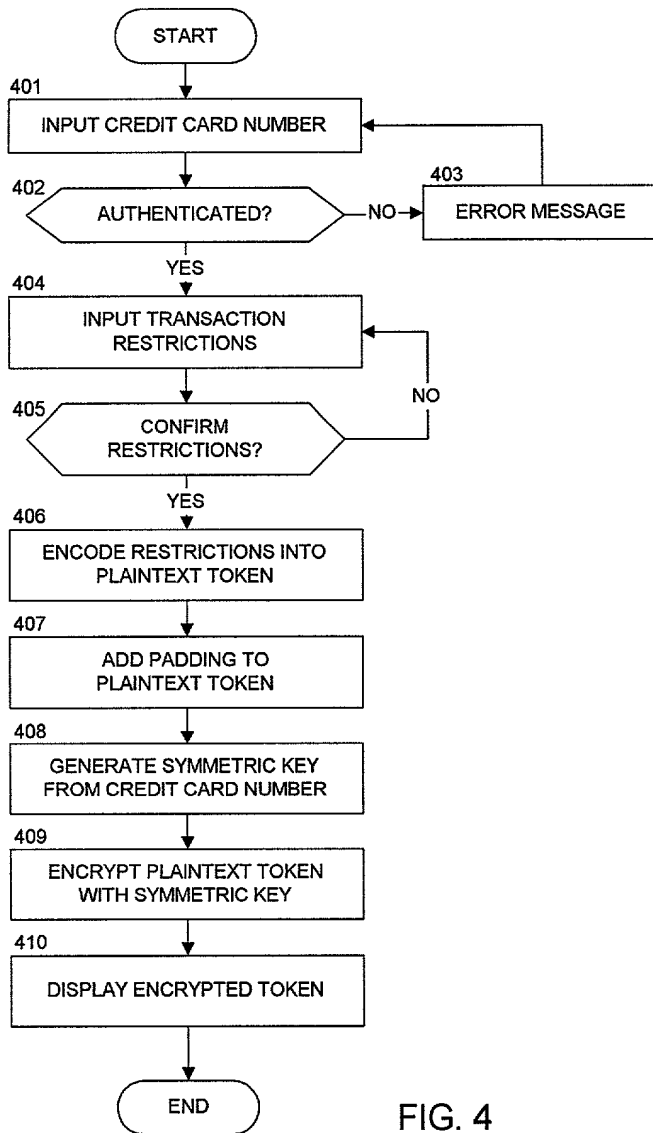 START
401
INPUT CREDIT CARD NUMBER
402
AUTHENTICATED?
NO
403
ERROR MESSAGE
YES
404
INPUT TRANSACTION
RESTRICTIONS
NO
405
CONFIRM
RESTRICTIONS?
YES
406
ENCODE RESTRICTIONS INTO
PLAINTEXT TOKEN
407
ADD PADDING TO
PLAINTEXT TOKEN
408
GENERATE SYMMETRIC KEY
FROM CREDIT CARD NUMBER
409
ENCRYPT PLAINTEXT TOKEN
WITH SYMMETRIC KEY
410
DISPLAY ENCRYPTED TOKEN
END
FIG. 4